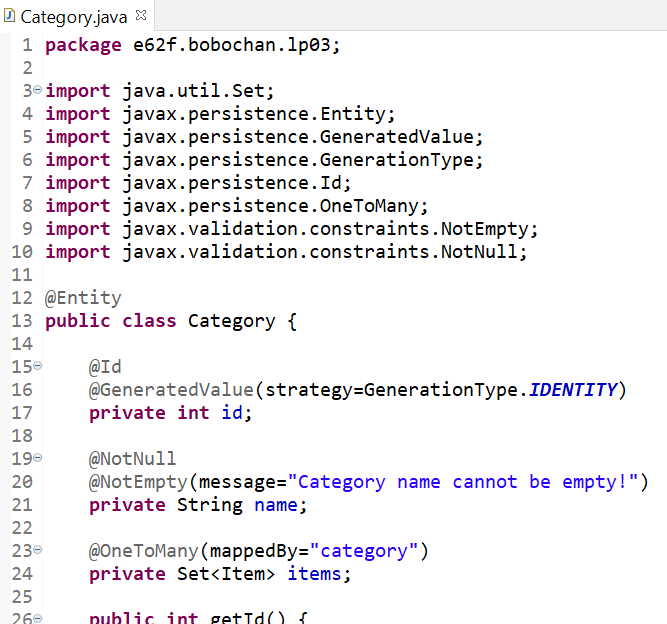 Category.java
1 package e62f.bobochan.lp03;
2
3 import java.util.Set;
4 import javax.persistence.Entity;
5 import javax.persistence.GeneratedValue;
6 import javax.persistence.GenerationType;
7 import javax.persistence.Id;
8 import javax.persistence.OneToMany;
9 import javax.validation.constraints.NotEmpty;
10 import javax.validation.constraints.NotNull;
11
12 @Entity
13 public class Category {
14
15 @Id
16 @GeneratedValue(strategy=GenerationType.IDENTITY)
17 private int id;
18
19 @NotNull
20 @NotEmpty(message="Category name cannot be empty!")
21 private String name;
22
23 @OneToMany(mappedBy="category")
24 private Set<Item> items;
25
26 public int getId() {